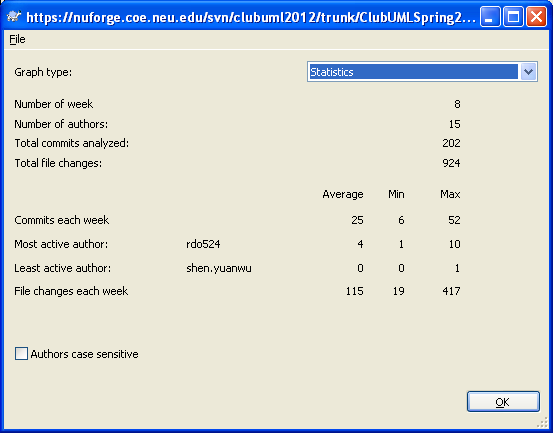 https://nuforge.coe.neu.edu/svn/clubuml2012/trunk/ClubUMLSpring2...
File
Graph type: Statistics
Number of week 8
Number of authors: 15
Total commits analyzed: 202
Total file changes: 924
Average Min Max
Commits each week 25 6 52
Most active author: rdo524 4 1 10
Least active author: shen.yuanwu 0 0 1
File changes each week 115 19 417
Authors case sensitive
OK